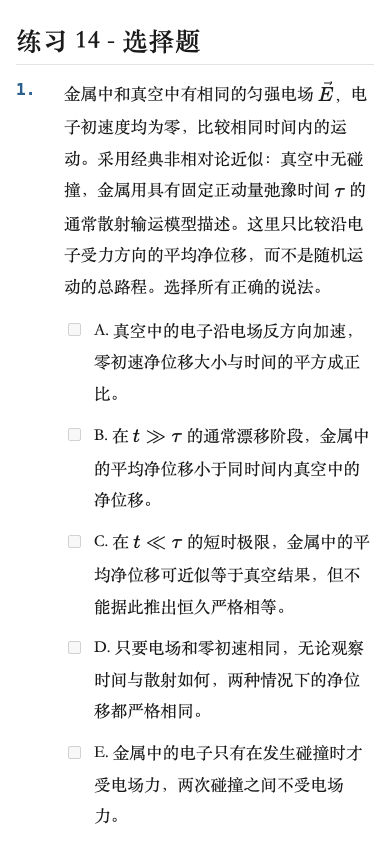 练习 14 - 选择题
1. 金属中和真空中有相同的匀强电场 $\vec{E}$，电
子初速度均为零，比较相同时间内的运
动。采用经典非相对论近似：真空中无碰
撞，金属用具有固定正动量弛豫时间 τ 的
通常散射输运模型描述。这里只比较沿电
子受力方向的平均净位移，而不是随机运
动的总路程。选择所有正确的说法。
A. 真空中的电子沿电场反方向加速，
零初速净位移大小与时间的平方成正
比。
B. 在 t ≫ τ 的通常漂移阶段，金属中
的平均净位移小于同时间内真空中的
净位移。
C. 在 t ≪ τ 的短时极限，金属中的平
均净位移可近似等于真空结果，但不
能据此推出恒久严格相等。
D. 只要电场和零初速相同，无论观察
时间与散射如何，两种情况下的净位
移都严格相同。
E. 金属中的电子只有在发生碰撞时才
受电场力，两次碰撞之间不受电场
力。